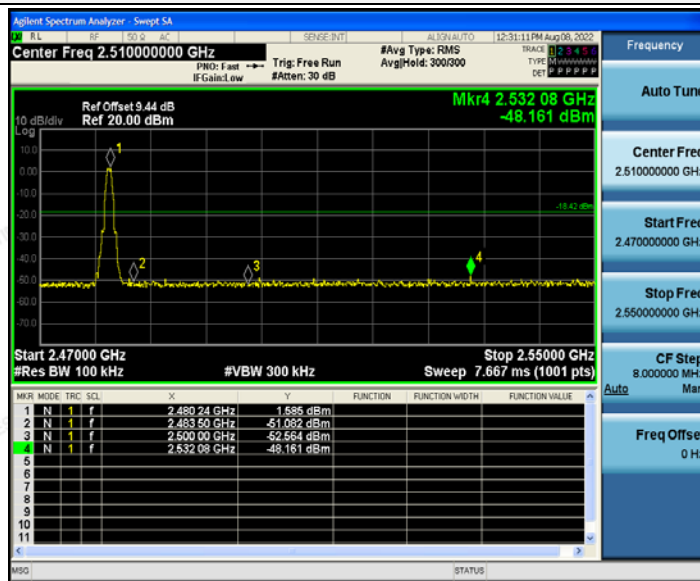 Agilent Spectrum Analyzer - Swept SA
RL RF 50 Ω AC SENSE:INT ALIGN AUTO 12:31:11 PM Aug 08, 2022
Center Freq 2.510000000 GHz
PNO: Fast
IFGain:Low
Trig: Free Run
#Atten: 30 dB
#Avg Type: RMS
Avg|Hold: 300/300
TRACE 1 2 3 4 5 6
TYPE M W W W W W
DET P P P P P P
Ref Offset 9.44 dB
10 dB/div Ref 20.00 dBm
Log
Mkr4 2.532 08 GHz
-48.161 dBm
10.0
0.00
-10.0
-20.0
-30.0
-40.0
-50.0
-60.0
-70.0
1
2
3
4
-18.42 dBm
Start 2.47000 GHz Stop 2.55000 GHz
#Res BW 100 kHz #VBW 300 kHz Sweep 7.667 ms (1001 pts)
MKR MODE TRC SCL X Y FUNCTION FUNCTION WIDTH FUNCTION VALUE
1 N 1 f 2.480 24 GHz 1.585 dBm
2 N 1 f 2.483 50 GHz -51.082 dBm
3 N 1 f 2.500 00 GHz -52.564 dBm
4 N 1 f 2.532 08 GHz -48.161 dBm
5
6
7
8
9
10
11
MSG STATUS
Frequency
Auto Tune
Center Freq
2.510000000 GHz
Start Freq
2.470000000 GHz
Stop Freq
2.550000000 GHz
CF Step
8.000000 MHz
Auto Man
Freq Offset
0 Hz